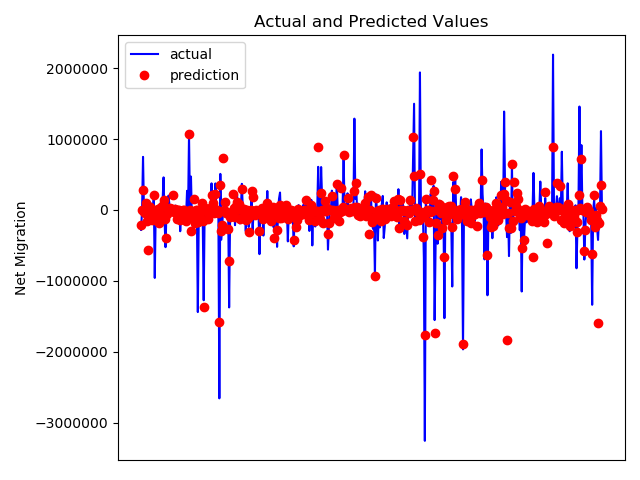 Actual and Predicted Values
actual
prediction
2000000
1000000
0
−1000000
−2000000
−3000000
Net Migration